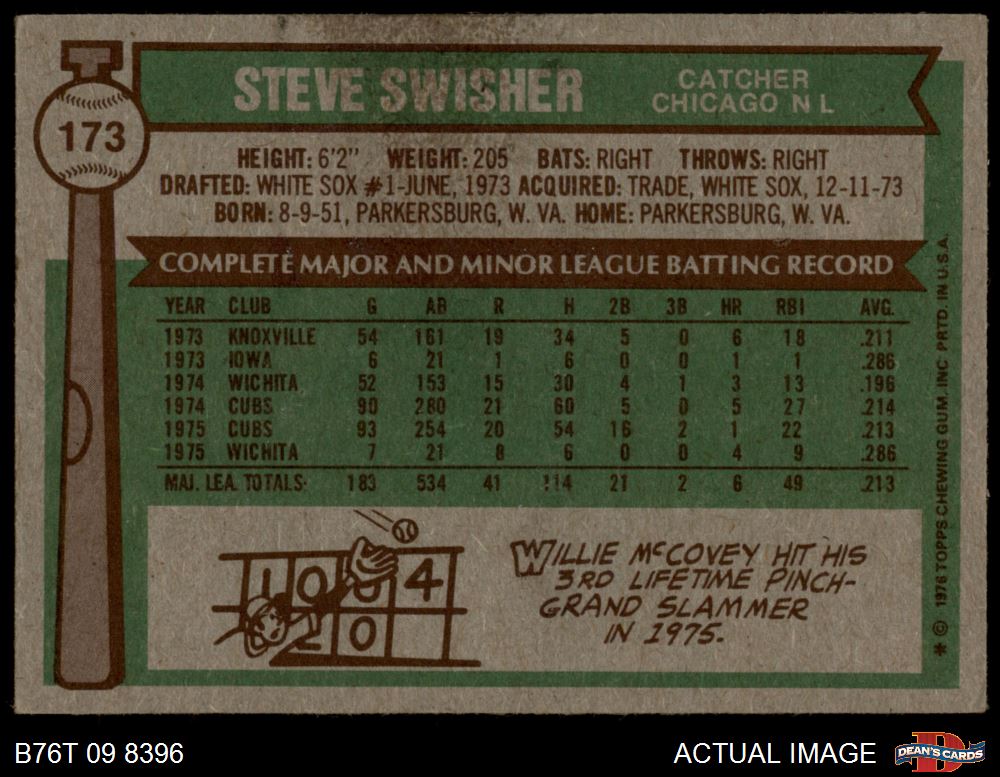 STEVE SWISHER
CATCHER
CHICAGO N L
173
HEIGHT: 6'2" WEIGHT: 205 BATS: RIGHT THROWS: RIGHT
DRAFTED: WHITE SOX #1-JUNE, 1973 ACQUIRED: TRADE, WHITE SOX, 12-11-73
BORN: 8-9-51, PARKERSBURG, W. VA. HOME: PARKERSBURG, W. VA.
COMPLETE MAJOR AND MINOR LEAGUE BATTING RECORD
YEAR CLUB G AB R H 2B 3B HR RBI AVG.
1973 KNOXVILLE 54 161 19 34 5 0 6 18 .211
1973 IOWA 6 21 1 6 0 0 1 1 .286
1974 WICHITA 52 153 15 30 4 1 3 13 .196
1974 CUBS 90 280 21 60 5 0 5 27 .214
1975 CUBS 93 254 20 54 16 2 1 22 .213
1975 WICHITA 7 21 8 6 0 0 4 9 .286
MAJ. LEA. TOTALS: 183 534 41 114 21 2 6 49 .213
* © 1976 TOPPS CHEWING GUM, INC. PRTD. IN U.S.A.
1 0 0 4
2 0
WILLIE McCOVEY HIT HIS
3RD LIFETIME PINCH-
GRAND SLAMMER
IN 1975.
B76T 09 8396
ACTUAL IMAGE
D
DEAN'S CARDS